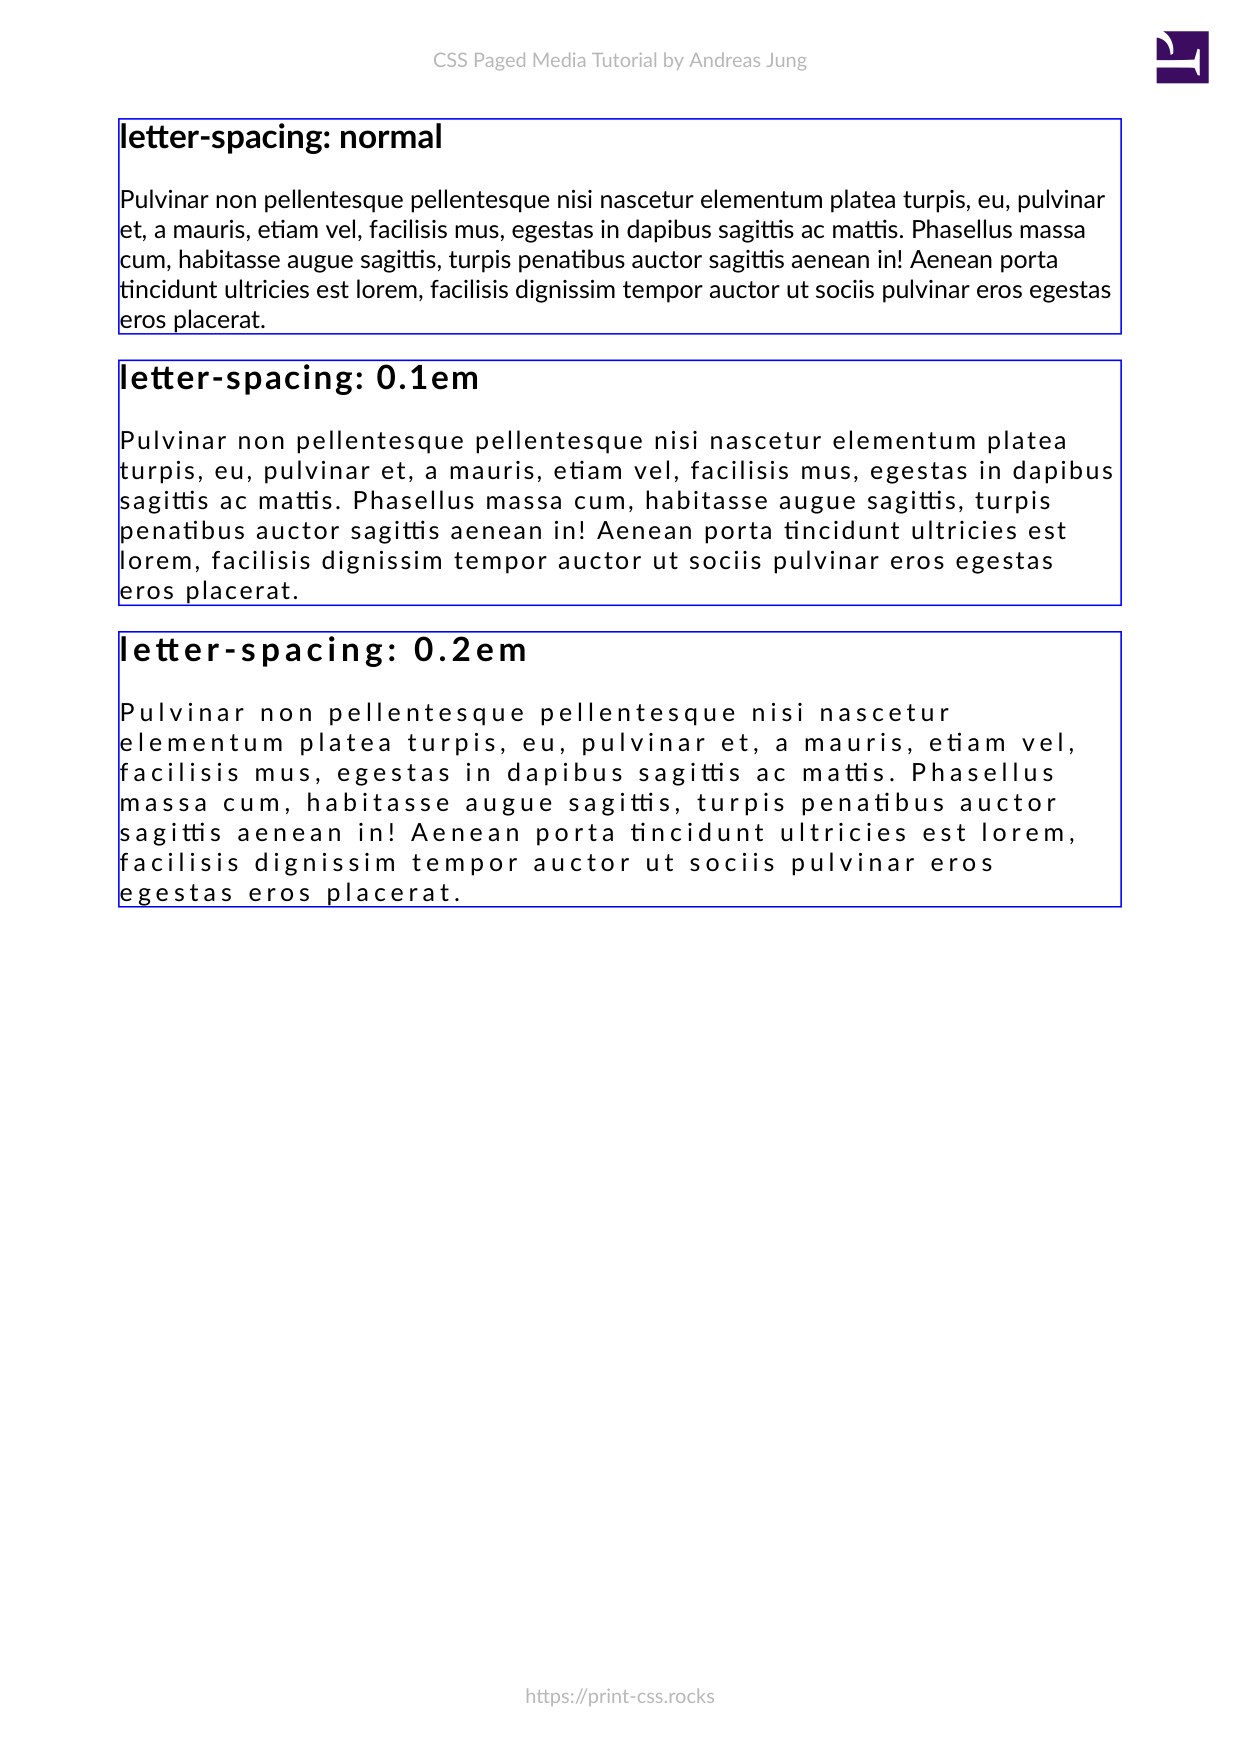 CSS Paged Media Tutorial by Andreas Jung
letter-spacing: normal
Pulvinar non pellentesque pellentesque nisi nascetur elementum platea turpis, eu, pulvinar
et, a mauris, etiam vel, facilisis mus, egestas in dapibus sagittis ac mattis. Phasellus massa
cum, habitasse augue sagittis, turpis penatibus auctor sagittis aenean in! Aenean porta
tincidunt ultricies est lorem, facilisis dignissim tempor auctor ut sociis pulvinar eros egestas
eros placerat.
letter-spacing: 0.1em
Pulvinar non pellentesque pellentesque nisi nascetur elementum platea
turpis, eu, pulvinar et, a mauris, etiam vel, facilisis mus, egestas in dapibus
sagittis ac mattis. Phasellus massa cum, habitasse augue sagittis, turpis
penatibus auctor sagittis aenean in! Aenean porta tincidunt ultricies est
lorem, facilisis dignissim tempor auctor ut sociis pulvinar eros egestas
eros placerat.
letter-spacing: 0.2em
Pulvinar non pellentesque pellentesque nisi nascetur
elementum platea turpis, eu, pulvinar et, a mauris, etiam vel,
facilisis mus, egestas in dapibus sagittis ac mattis. Phasellus
massa cum, habitasse augue sagittis, turpis penatibus auctor
sagittis aenean in! Aenean porta tincidunt ultricies est lorem,
facilisis dignissim tempor auctor ut sociis pulvinar eros
egestas eros placerat.
https://print-css.rocks